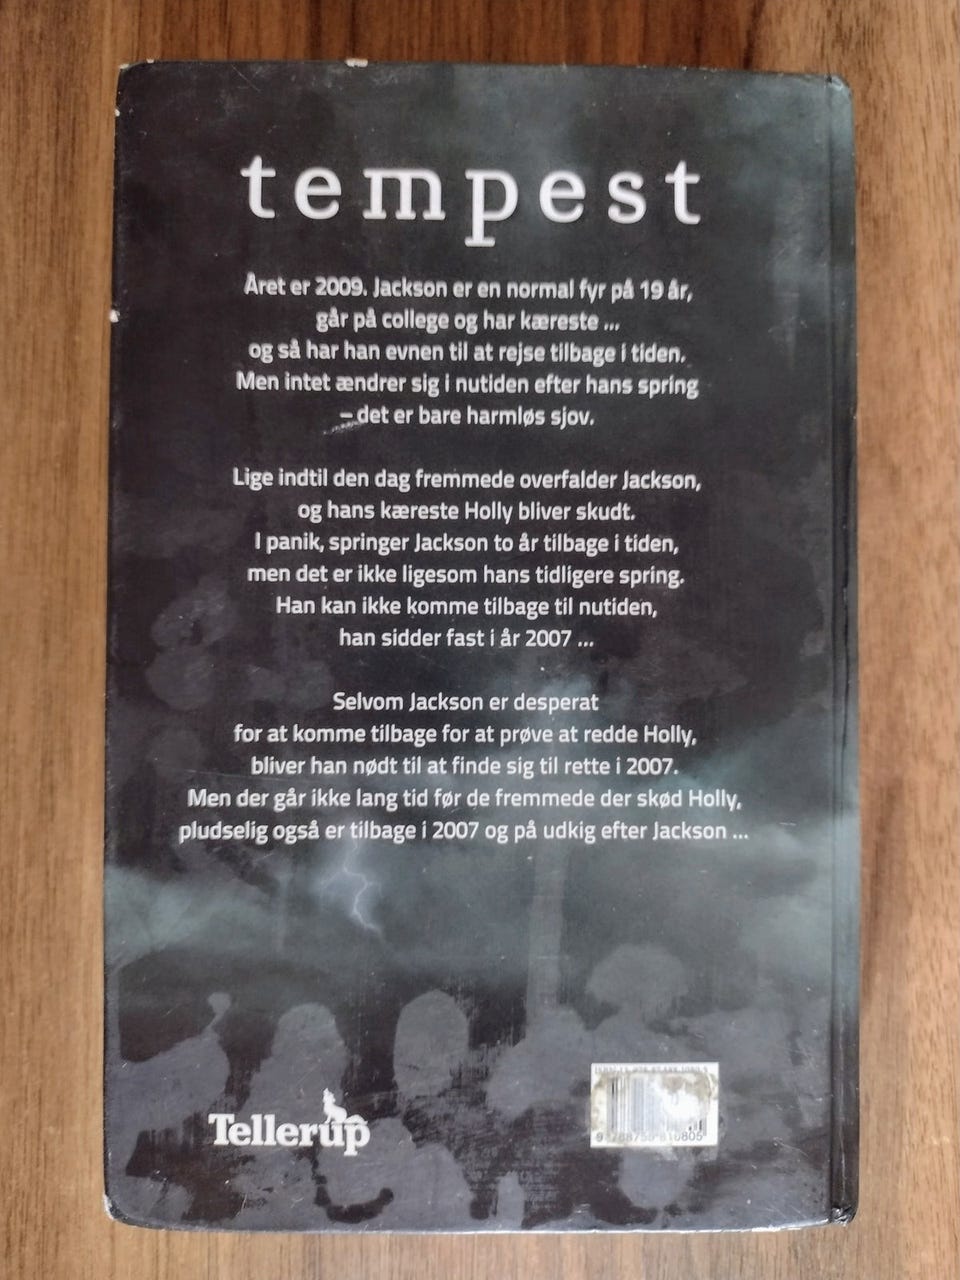 tempest
Året er 2009. Jackson er en normal fyr på 19 år,
går på college og har kæreste ...
og så har han evnen til at rejse tilbage i tiden.
Men intet ændrer sig i nutiden efter hans spring
– det er bare harmløs sjov.
Lige indtil den dag fremmede overfalder Jackson,
og hans kæreste Holly bliver skudt.
I panik, springer Jackson to år tilbage i tiden,
men det er ikke ligesom hans tidligere spring.
Han kan ikke komme tilbage til nutiden,
han sidder fast i år 2007 ...
Selvom Jackson er desperat
for at komme tilbage for at prøve at redde Holly,
bliver han nødt til at finde sig til rette i 2007.
Men der går ikke lang tid før de fremmede der skød Holly,
pludselig også er tilbage i 2007 og på udkig efter Jackson ...
Tellerup